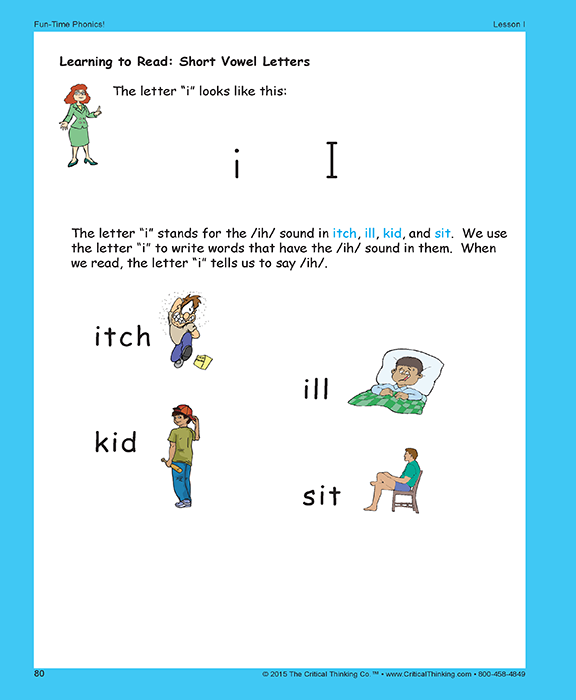 Fun-Time Phonics! Lesson I
Learning to Read: Short Vowel Letters
The letter “i” looks like this:
i I
The letter “i” stands for the /ih/ sound in itch, ill, kid, and sit. We use
the letter “i” to write words that have the /ih/ sound in them. When
we read, the letter “i” tells us to say /ih/.
itch
ill
kid
sit
80 © 2015 The Critical Thinking Co.™ • www.CriticalThinking.com • 800-458-4849